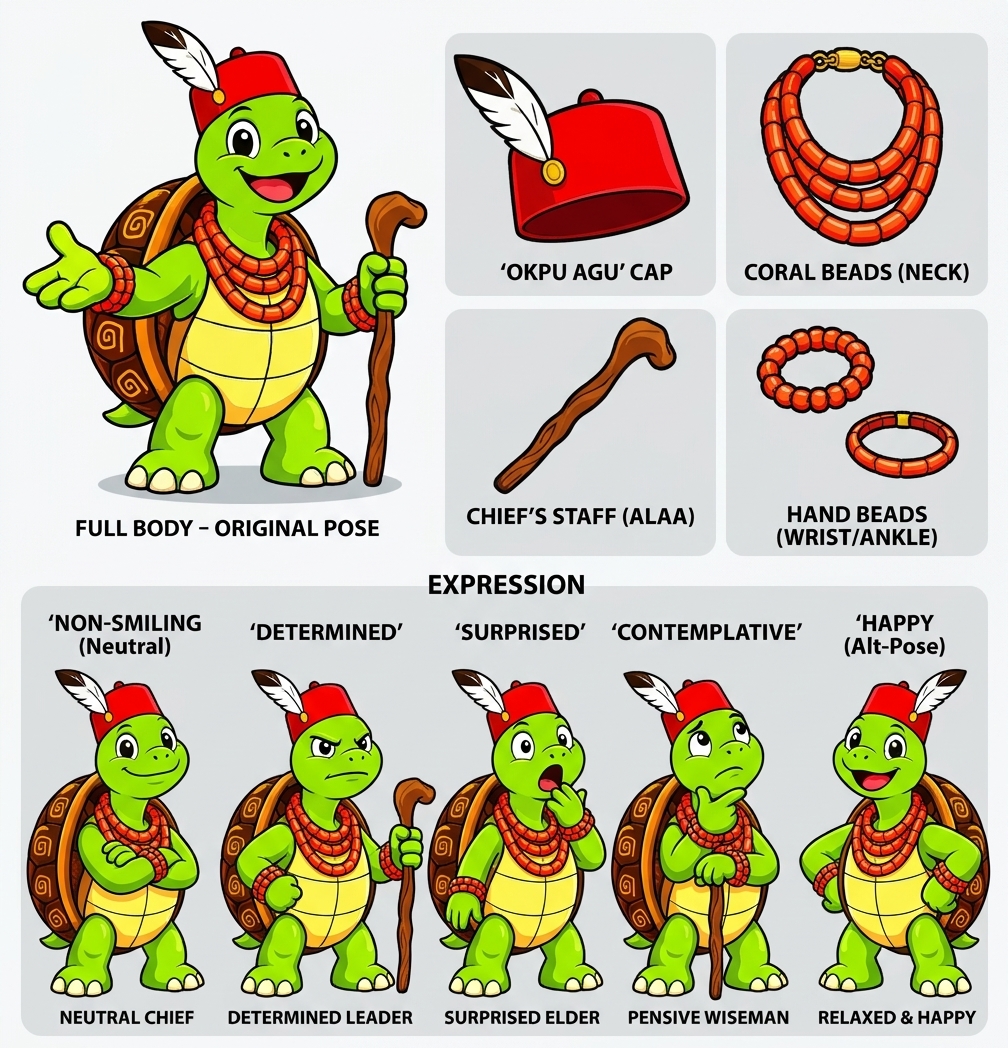 'OKPU AGU' CAP
CORAL BEADS (NECK)
CHIEF'S STAFF (ALAA)
HAND BEADS
(WRIST/ANKLE)
FULL BODY – ORIGINAL POSE
EXPRESSION
'NON-SMILING
(Neutral)
'DETERMINED'
'SURPRISED'
'CONTEMPLATIVE'
'HAPPY
(Alt-Pose)
NEUTRAL CHIEF
DETERMINED LEADER
SURPRISED ELDER
PENSIVE WISEMAN
RELAXED & HAPPY